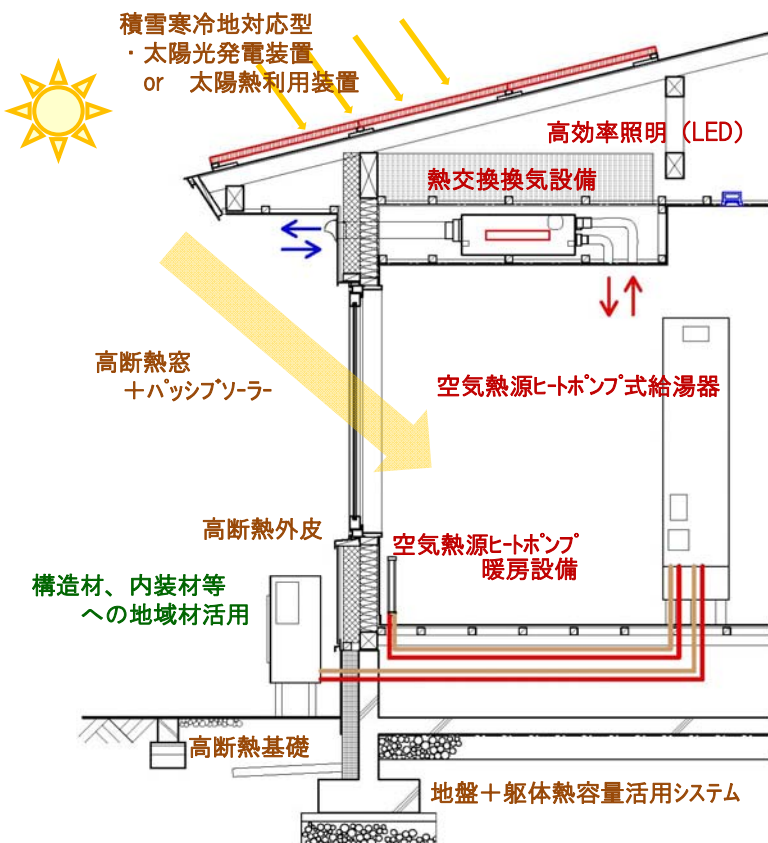 積雪寒冷地対応型
・太陽光発電装置
or 太陽熱利用装置
高効率照明（LED）
熱交換換気設備
高断熱窓
＋ﾊﾟｯｼﾌﾞｿｰﾗｰ
空気熱源ﾋｰﾄﾎﾟﾝﾌﾟ式給湯器
高断熱外皮
空気熱源ﾋｰﾄﾎﾟﾝﾌﾟ
暖房設備
構造材、内装材等
への地域材活用
高断熱基礎
地盤＋躯体熱容量活用システム